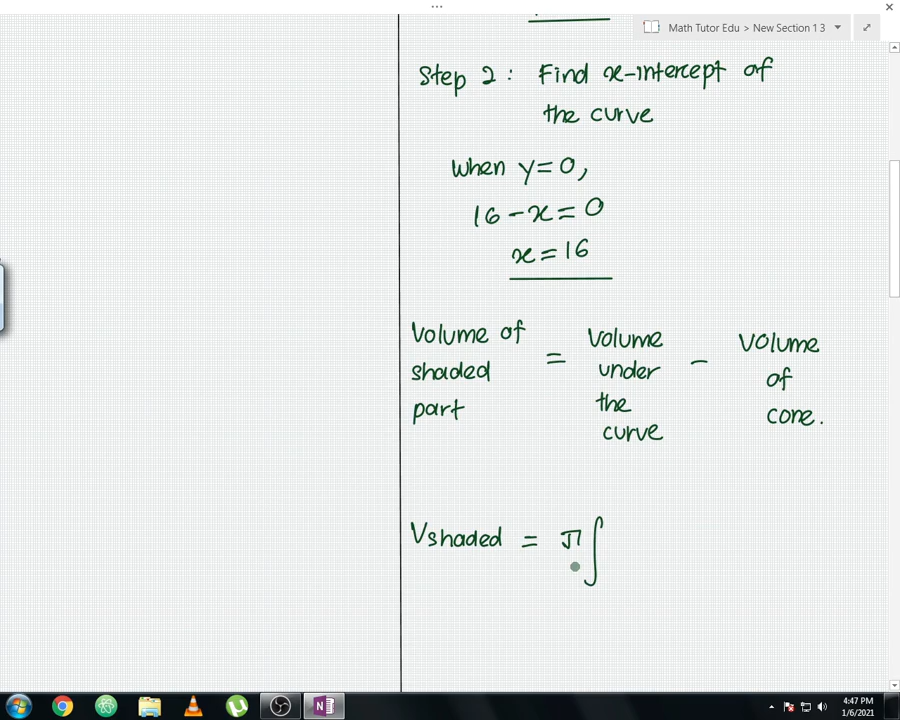 Math Tutor Edu > New Section 1 3
Step 2 : Find x-intercept of
the curve
When y=0,
16 - x = 0
x = 16
Volume of shaded part = Volume under the curve - Volume of cone.
Vshaded = π∫
4:47 PM
1/6/2021